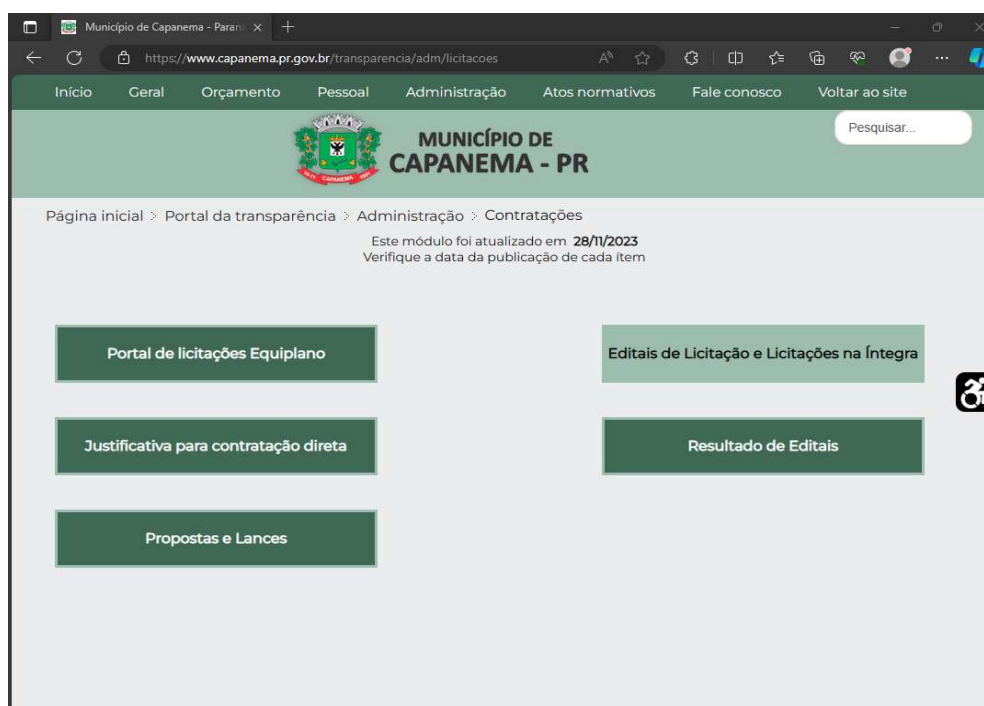 Município de Capanema - Paran
https://www.capanema.pr.gov.br/transparencia/adm/licitacoes
Início Geral Orçamento Pessoal Administração Atos normativos Fale conosco Voltar ao site
MUNICÍPIO DE
CAPANEMA - PR
Pesquisar...
CAPANEMA
Página inicial > Portal da transparência > Administração > Contratações
Este módulo foi atualizado em 28/11/2023
Verifique a data da publicação de cada ítem
Portal de licitações Equiplano
Editais de Licitação e Licitações na Íntegra
Justificativa para contratação direta
Resultado de Editais
Propostas e Lances